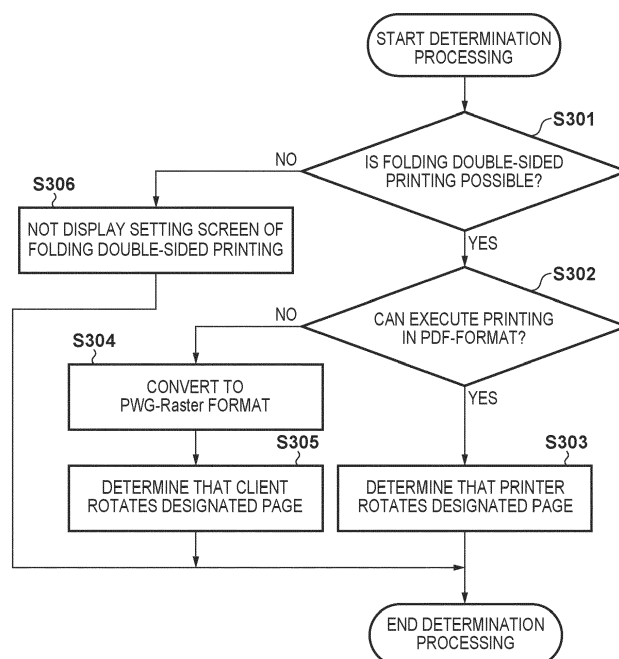 START DETERMINATION
PROCESSING
S301
IS FOLDING DOUBLE-SIDED
PRINTING POSSIBLE?
NO
YES
S306
NOT DISPLAY SETTING SCREEN OF
FOLDING DOUBLE-SIDED PRINTING
S302
CAN EXECUTE PRINTING
IN PDF-FORMAT?
NO
YES
S304
CONVERT TO
PWG-Raster FORMAT
S305
DETERMINE THAT CLIENT
ROTATES DESIGNATED PAGE
S303
DETERMINE THAT PRINTER
ROTATES DESIGNATED PAGE
END DETERMINATION
PROCESSING